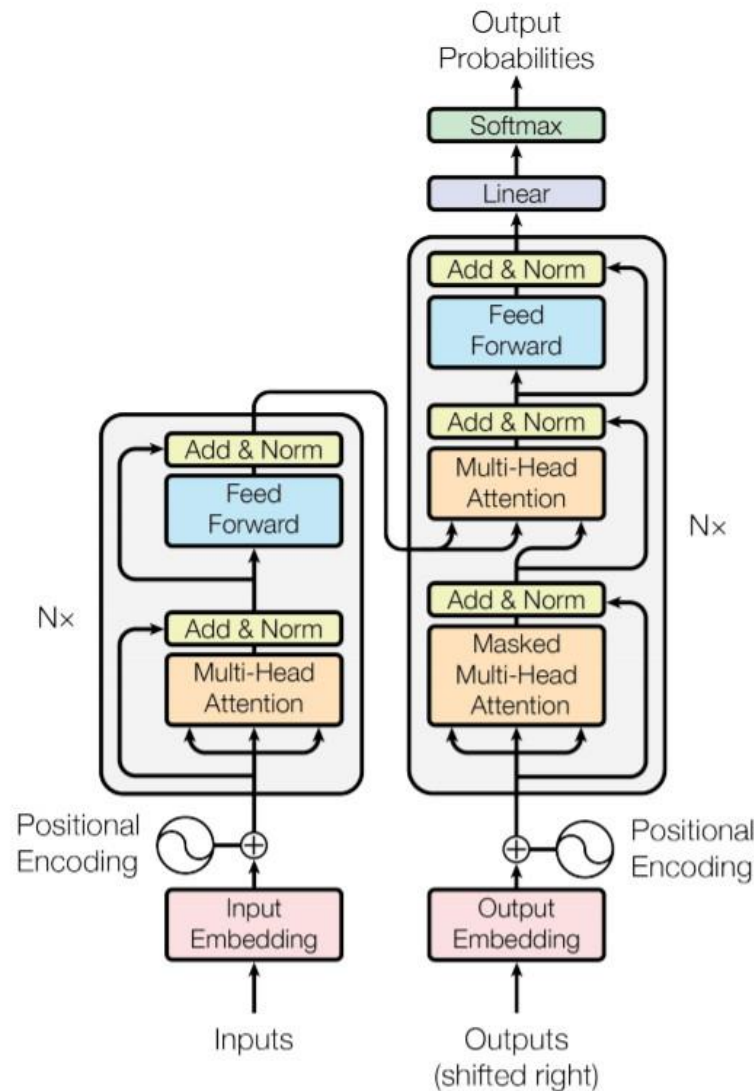 Output
Probabilities
Softmax
Linear
Add & Norm
Feed
Forward
Add & Norm
Multi-Head
Attention
Add & Norm
Masked
Multi-Head
Attention
N×
Positional
Encoding
Output
Embedding
Outputs
(shifted right)
Add & Norm
Feed
Forward
Add & Norm
Multi-Head
Attention
N×
Positional
Encoding
Input
Embedding
Inputs